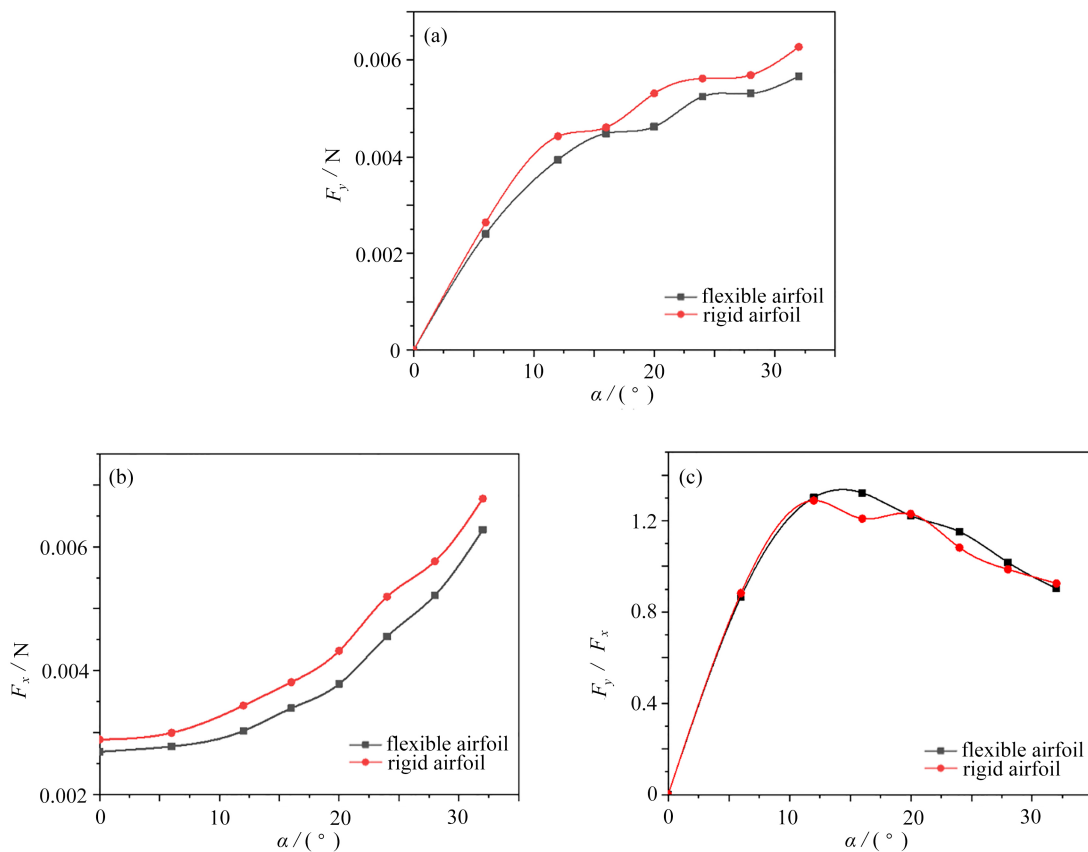 (a)
0.006
0.004
0.002
0
F_y / N
flexible airfoil
rigid airfoil
0 10 20 30
α / ( ° )
(b)
0.006
0.004
0.002
F_x / N
flexible airfoil
rigid airfoil
0 10 20 30
α / ( ° )
(c)
1.2
0.8
0.4
0
F_y / F_x
flexible airfoil
rigid airfoil
0 10 20 30
α / ( ° )